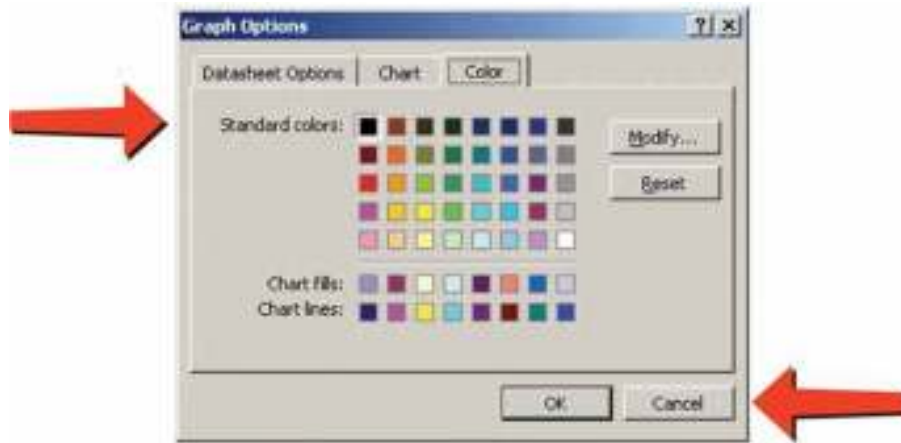 Graph Options
Datasheet Options Chart Color
Standard colors:
Modify...
Reset
Chart fills:
Chart lines:
OK Cancel